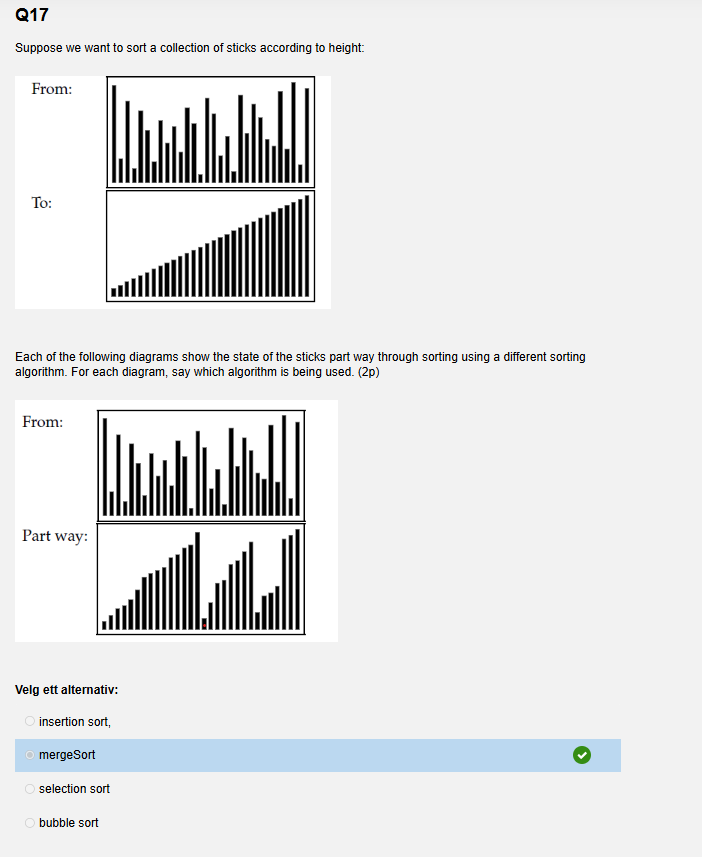 Q17
Suppose we want to sort a collection of sticks according to height:
From:
To:
Each of the following diagrams show the state of the sticks part way through sorting using a different sorting
algorithm. For each diagram, say which algorithm is being used. (2p)
From:
Part way:
Velg ett alternativ:
insertion sort,
mergeSort
selection sort
bubble sort